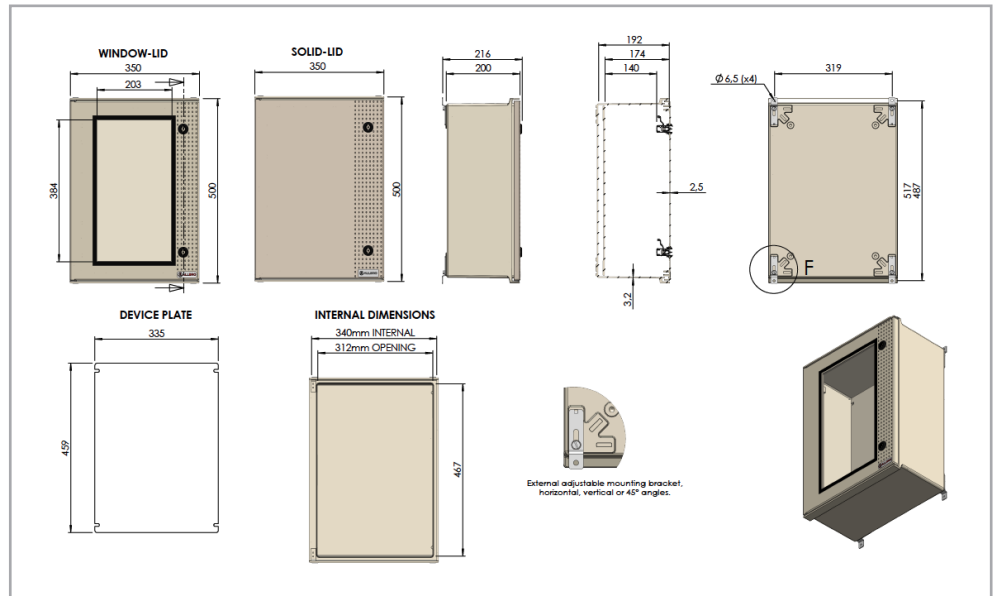 WINDOW-LID
350
203
384
500
SOLID-LID
350
500
216
200
192
174
140
2,5
3,2
Ø 6,5 (x4)
319
517
487
F
DEVICE PLATE
335
459
INTERNAL DIMENSIONS
340mm INTERNAL
312mm OPENING
467
External adjustable mounting bracket,
horizontal, vertical or 45° angles.